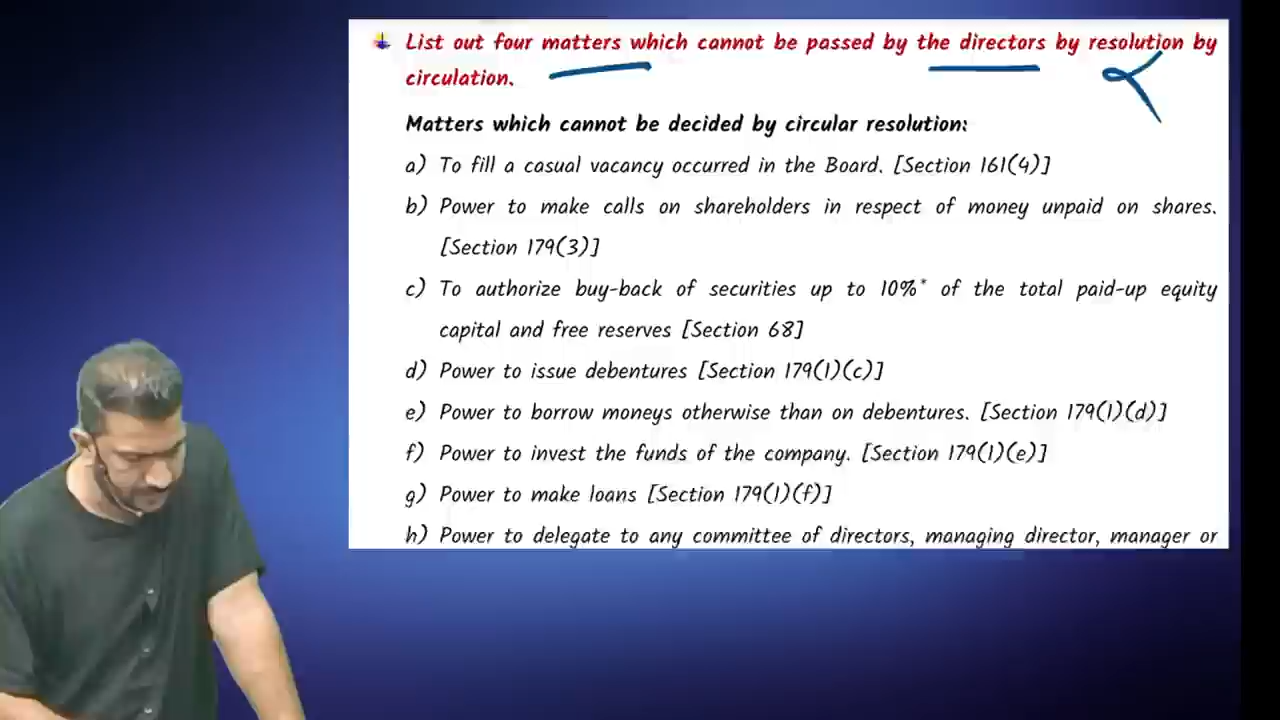 List out four matters which cannot be passed by the directors by resolution by
circulation.
Matters which cannot be decided by circular resolution:
a) To fill a casual vacancy occurred in the Board. [Section 161(4)]
b) Power to make calls on shareholders in respect of money unpaid on shares.
[Section 179(3)]
c) To authorize buy-back of securities up to 10%* of the total paid-up equity
capital and free reserves [Section 68]
d) Power to issue debentures [Section 179(1)(c)]
e) Power to borrow moneys otherwise than on debentures. [Section 179(1)(d)]
f) Power to invest the funds of the company. [Section 179(1)(e)]
g) Power to make loans [Section 179(1)(f)]
h) Power to delegate to any committee of directors, managing director, manager or